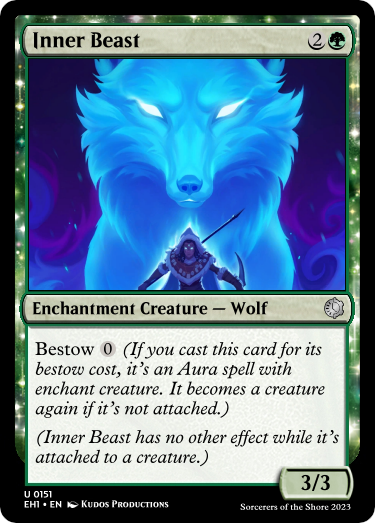 Inner Beast 2
Enchantment Creature — Wolf
Bestow 0 (If you cast this card for its
bestow cost, it's an Aura spell with
enchant creature. It becomes a creature
again if it's not attached.)
(Inner Beast has no other effect while it's
attached to a creature.)
3/3
U 0151
EH1 • EN Kudos Productions
Sorcerers of the Shore 2023